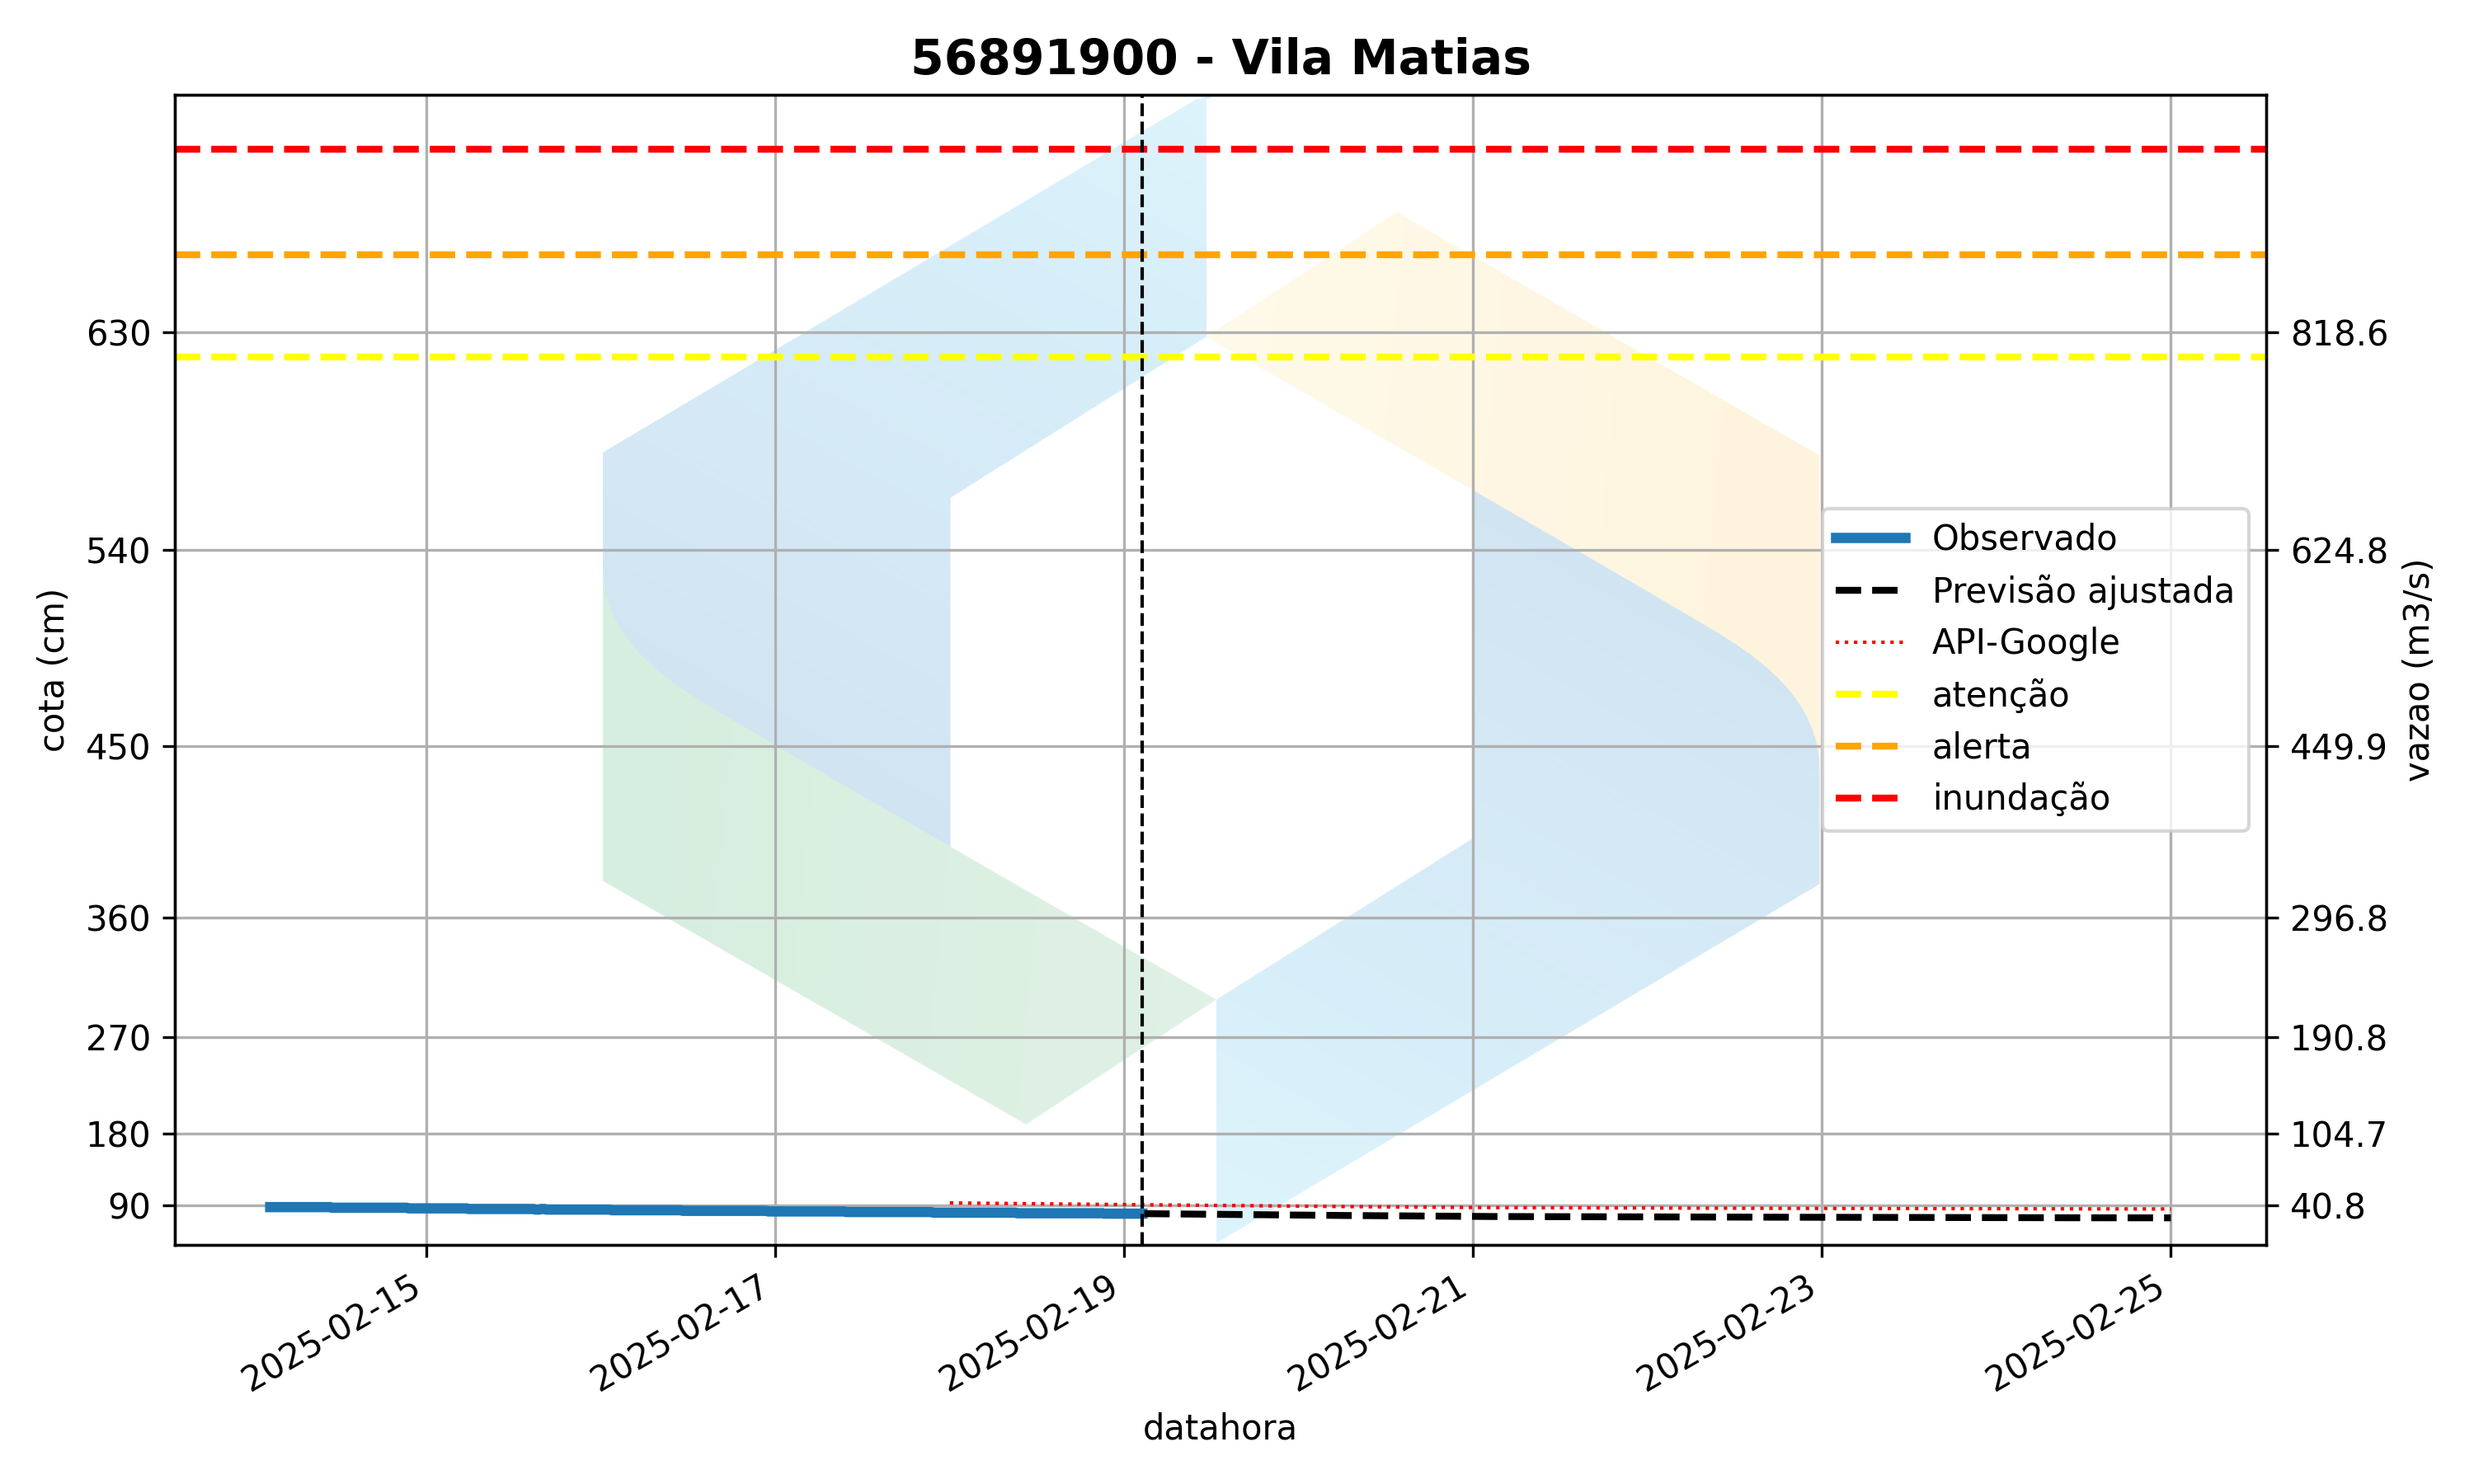 56891900 - Vila Matias
cota (cm)
630
540
450
360
270
180
90
818.6
624.8
449.9
296.8
190.8
104.7
40.8
vazao (m3/s)
Observado
Previsão ajustada
API-Google
atenção
alerta
inundação
2025-02-15
2025-02-17
2025-02-19
2025-02-21
2025-02-23
2025-02-25
datahora